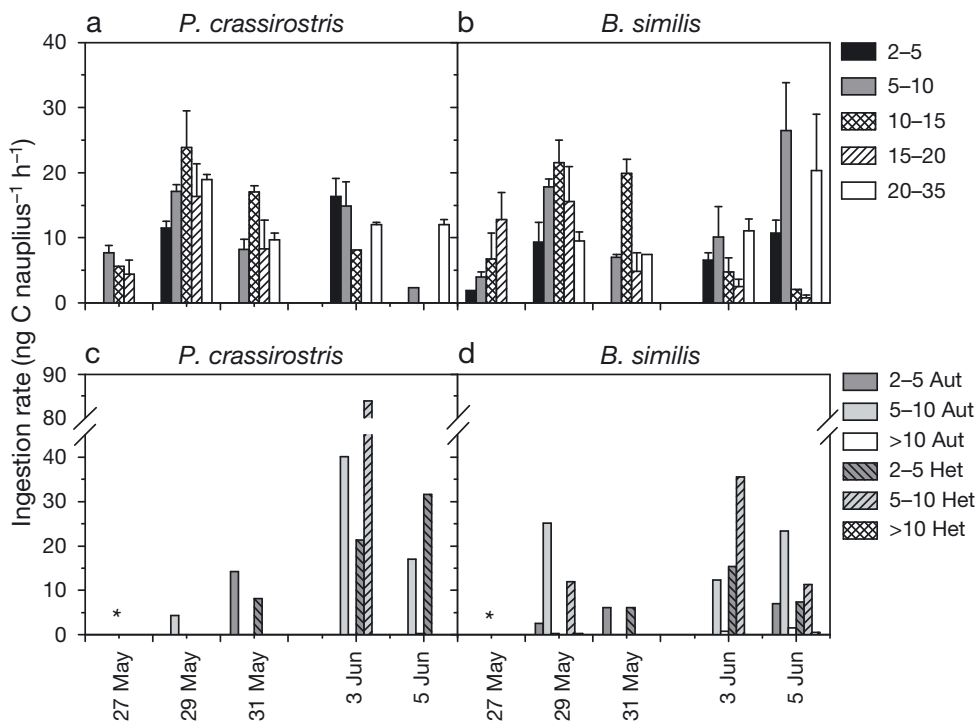 a P. crassirostris
b B. similis
40
30
20
10
0
2–5
5–10
10–15
15–20
20–35
Ingestion rate (ng C nauplius–1 h–1)
c P. crassirostris
d B. similis
90
80
40
30
20
10
0
*
*
2–5 Aut
5–10 Aut
>10 Aut
2–5 Het
5–10 Het
>10 Het
27 May
29 May
31 May
3 Jun
5 Jun
27 May
29 May
31 May
3 Jun
5 Jun